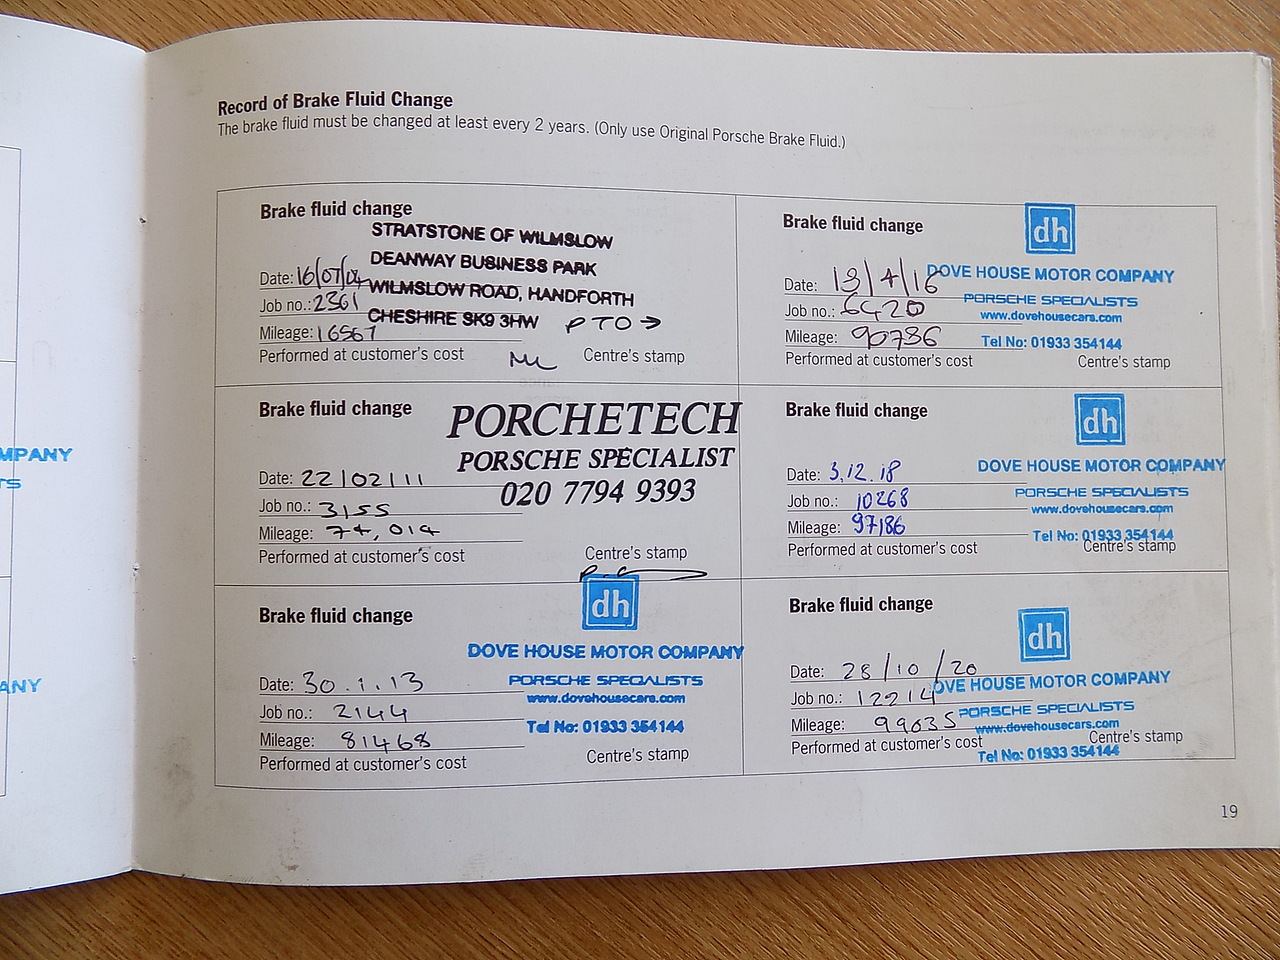 Record of Brake Fluid Change
The brake fluid must be changed at least every 2 years. (Only use Original Porsche Brake Fluid.)
Brake fluid change
STRATSTONE OF WILMSLOW
DEANWAY BUSINESS PARK
WILMSLOW ROAD, HANDFORTH
CHESHIRE SK9 3HW
PTO →
Date: 16/07/04
Job no.: 2361
Mileage: 16567
Performed at customer's cost
Centre's stamp
Brake fluid change
PORCHETECH
PORSCHE SPECIALIST
020 7794 9393
Date: 22/02/11
Job no.: 3155
Mileage: 74,014
Performed at customer's cost
Centre's stamp
Brake fluid change
dh
DOVE HOUSE MOTOR COMPANY
PORSCHE SPECIALISTS
www.dovehousecars.com
Tel No: 01933 354144
Date: 30.1.13
Job no.: 2144
Mileage: 81468
Performed at customer's cost
Centre's stamp
Brake fluid change
dh
DOVE HOUSE MOTOR COMPANY
PORSCHE SPECIALISTS
www.dovehousecars.com
Tel No: 01933 354144
Date: 13/4/16
Job no.: 6420
Mileage: 90786
Performed at customer's cost
Centre's stamp
Brake fluid change
dh
DOVE HOUSE MOTOR COMPANY
PORSCHE SPECIALISTS
www.dovehousecars.com
Tel No: 01933 354144
Date: 3.12.18
Job no.: 10268
Mileage: 97186
Performed at customer's cost
Centre's stamp
Brake fluid change
dh
DOVE HOUSE MOTOR COMPANY
PORSCHE SPECIALISTS
www.dovehousecars.com
Tel No: 01933 354144
Date: 28/10/20
Job no.: 12214
Mileage: 99035
Performed at customer's cost
Centre's stamp
19
MPANY
TS
ANY